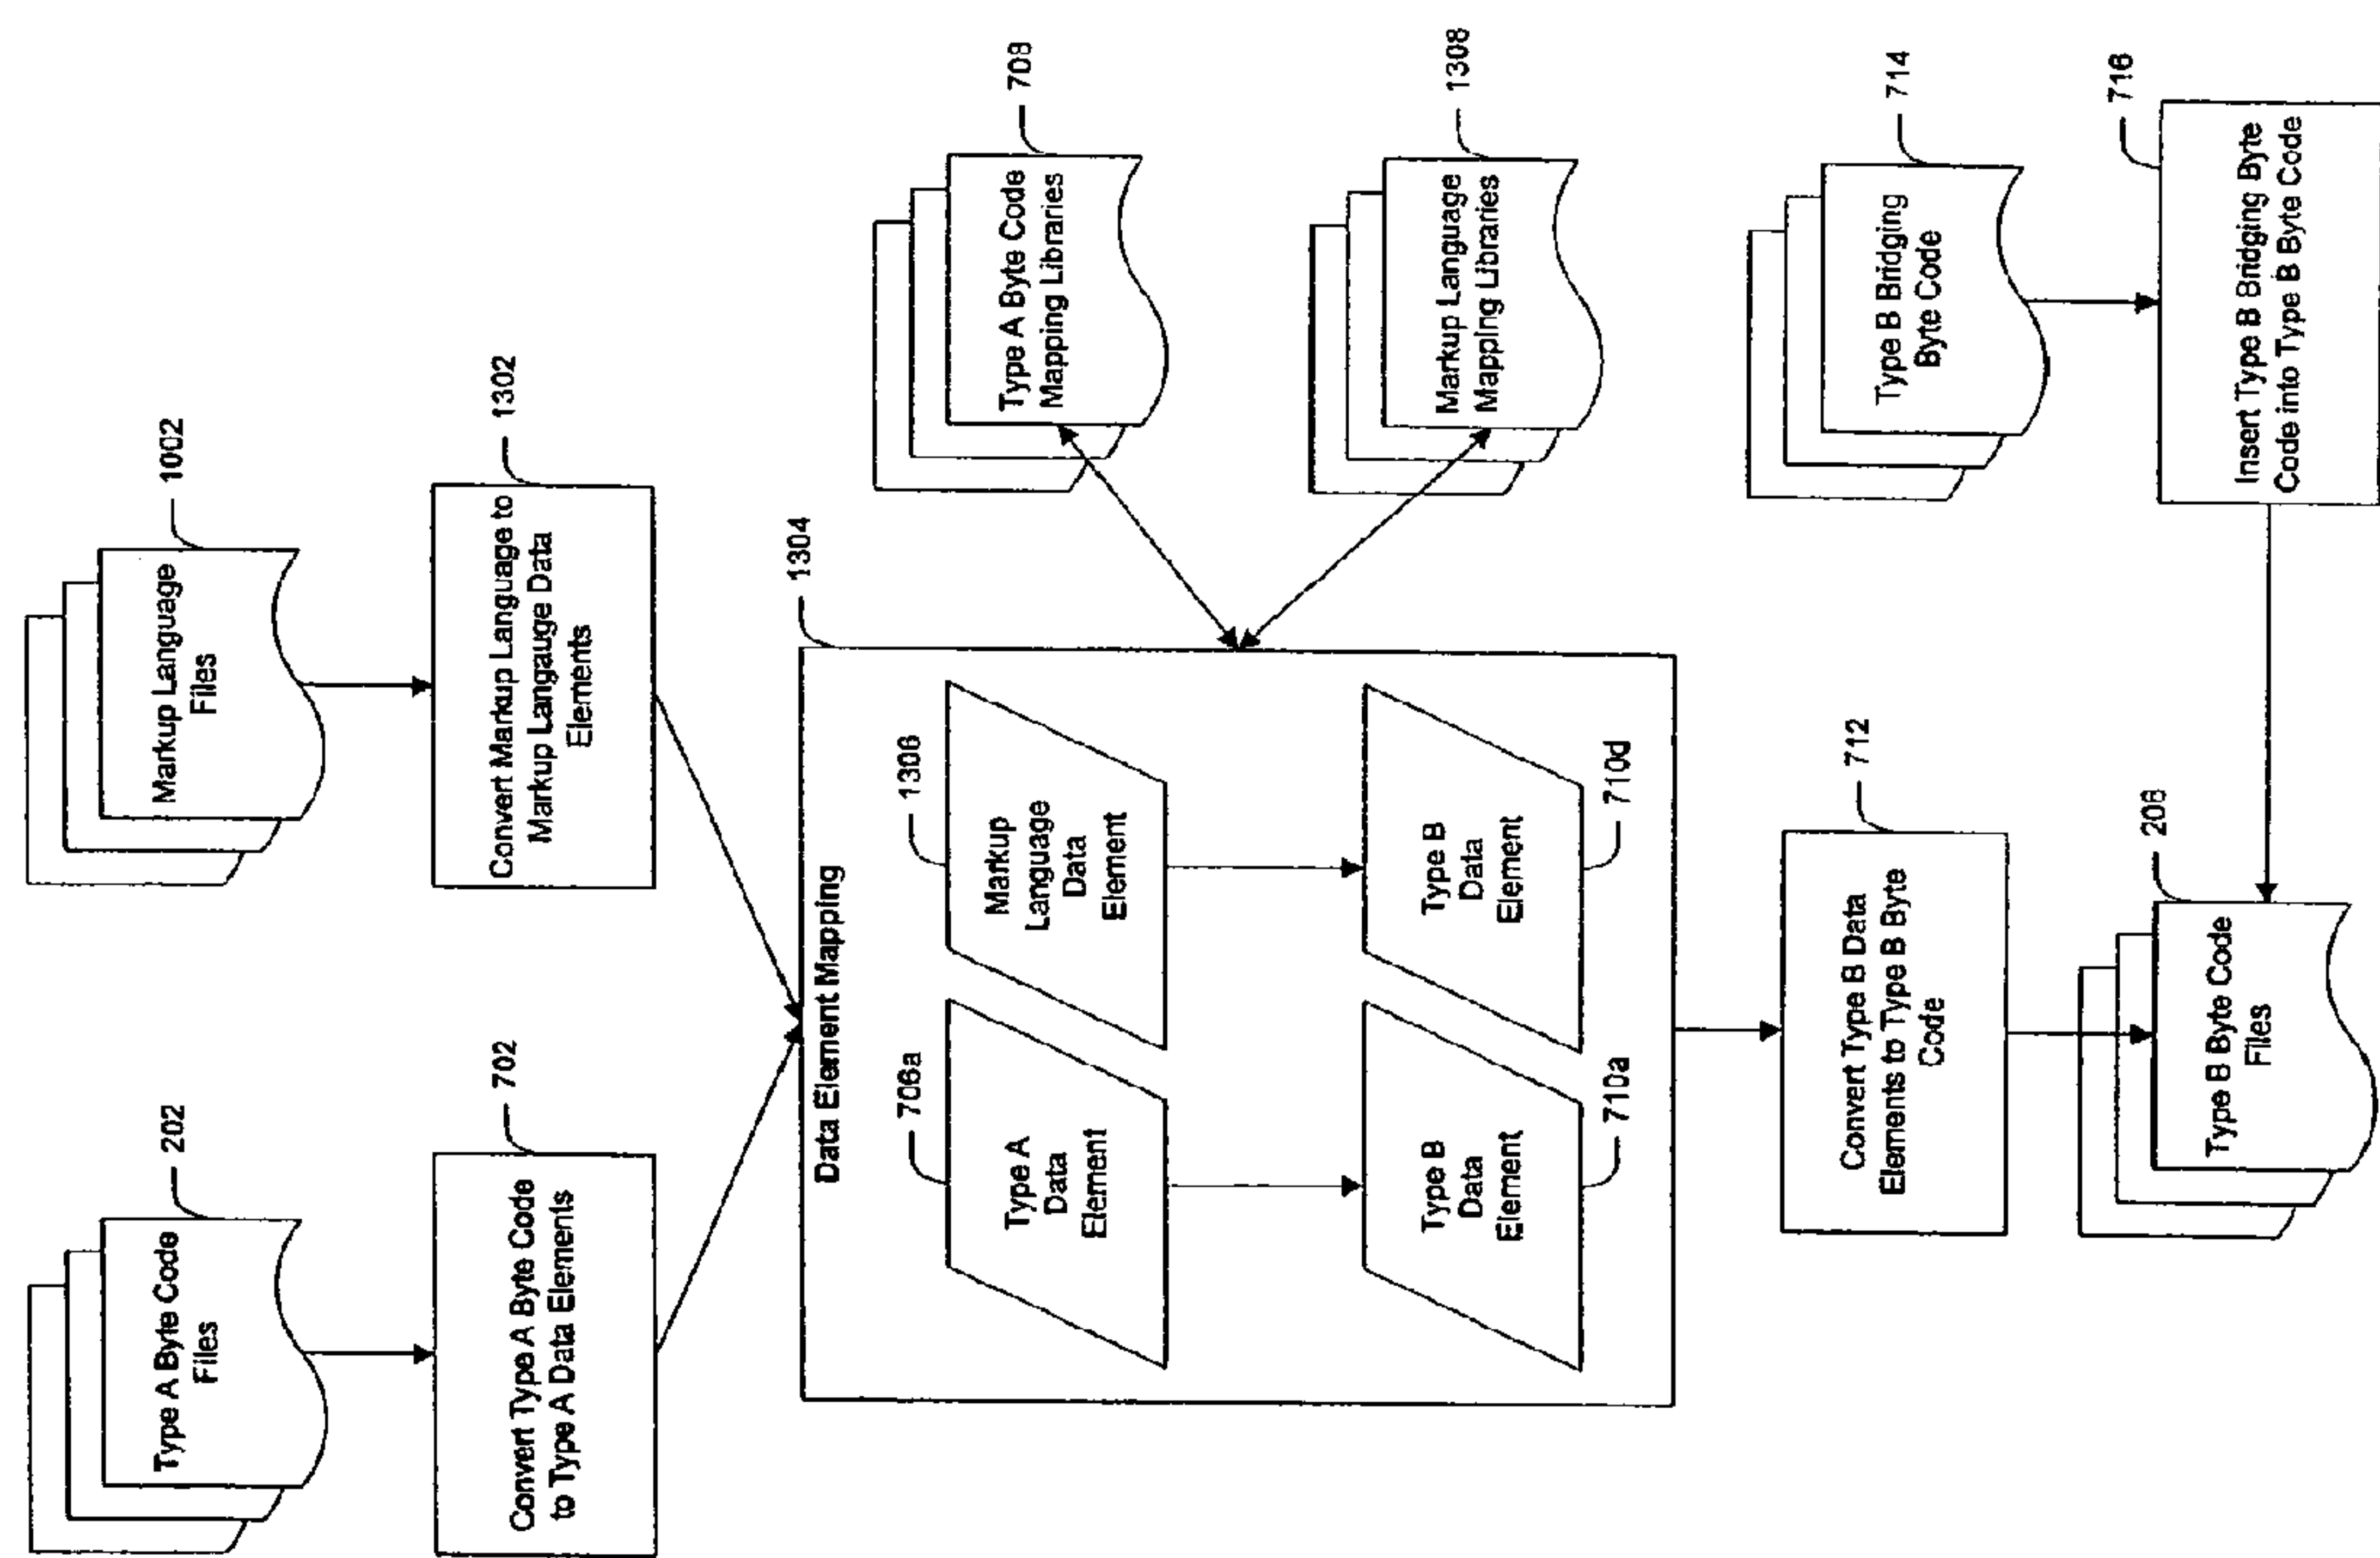 202
Type A Byte Code
Files
1002
Markup Language
Files
702
Convert Type A Byte Code
to Type A Data Elements
1302
Convert Markup Language to
Markup Langauge Data
Elements
1304
Data Element Mapping
706a
Type A
Data
Element
1306
Markup
Language
Data
Element
Type B
Data
Element
710a
Type B
Data
Element
710d
708
Type A Byte Code
Mapping Libraries
1308
Markup Language
Mapping Libraries
712
Convert Type B Data
Elements to Type B Byte
Code
714
Type B Bridging
Byte Code
208
Type B Byte Code
Files
716
Insert Type B Bridging Byte
Code into Type B Byte Code